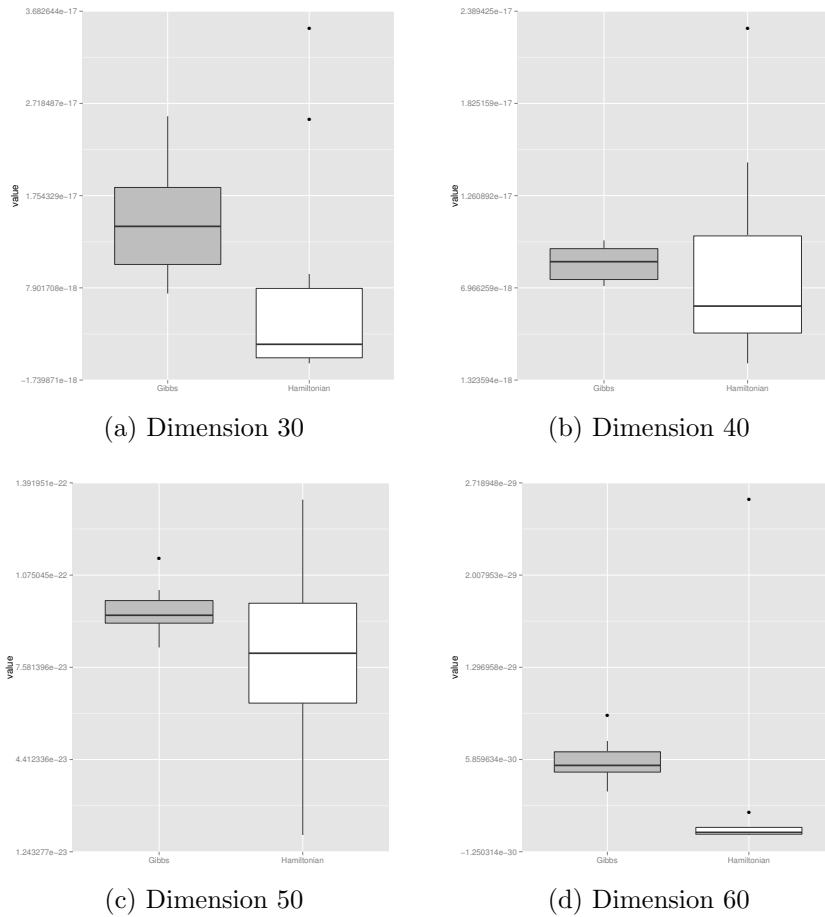 3.682644e−17
2.718487e−17
1.754329e−17
7.901708e−18
−1.739871e−18
value
Gibbs
Hamiltonian
(a) Dimension 30
2.389425e−17
1.825159e−17
1.260892e−17
6.966259e−18
1.323594e−18
value
Gibbs
Hamiltonian
(b) Dimension 40
1.391951e−22
1.075045e−22
7.581396e−23
4.412336e−23
1.243277e−23
value
Gibbs
Hamiltonian
(c) Dimension 50
2.718948e−29
2.007953e−29
1.296958e−29
5.859634e−30
−1.250314e−30
value
Gibbs
Hamiltonian
(d) Dimension 60